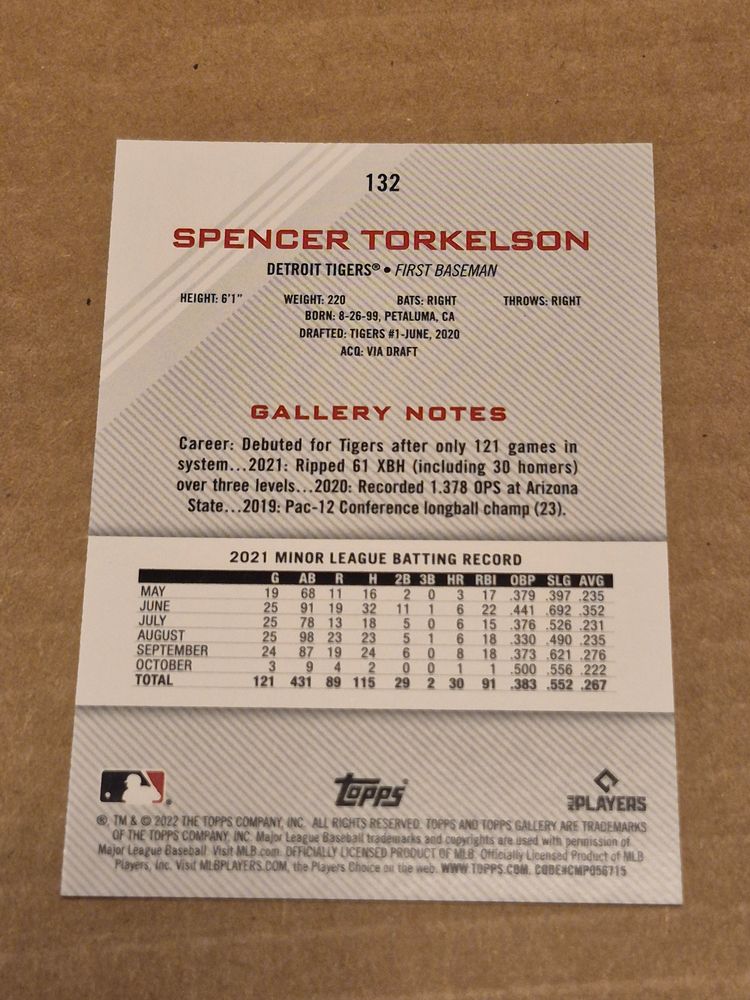 132
SPENCER TORKELSON
DETROIT TIGERS® • FIRST BASEMAN
HEIGHT: 6'1" WEIGHT: 220 BATS: RIGHT THROWS: RIGHT
BORN: 8-26-99, PETALUMA, CA
DRAFTED: TIGERS #1-JUNE, 2020
ACQ: VIA DRAFT
GALLERY NOTES
Career: Debuted for Tigers after only 121 games in
system...2021: Ripped 61 XBH (including 30 homers)
over three levels...2020: Recorded 1.378 OPS at Arizona
State...2019: Pac-12 Conference longball champ (23).
2021 MINOR LEAGUE BATTING RECORD
G AB R H 2B 3B HR RBI OBP SLG AVG
MAY 19 68 11 16 2 0 3 17 .379 .397 .235
JUNE 25 91 19 32 11 1 6 22 .441 .692 .352
JULY 25 78 13 18 5 0 6 15 .376 .526 .231
AUGUST 25 98 23 23 5 1 6 18 .330 .490 .235
SEPTEMBER 24 87 19 24 6 0 8 18 .373 .621 .276
OCTOBER 3 9 4 2 0 0 1 1 .500 .556 .222
TOTAL 121 431 89 115 29 2 30 91 .383 .552 .267
Topps
PLAYERS
®, TM & © 2022 THE TOPPS COMPANY, INC. ALL RIGHTS RESERVED. TOPPS AND TOPPS GALLERY ARE TRADEMARKS
OF THE TOPPS COMPANY, INC. Major League Baseball trademarks and copyrights are used with permission of
Major League Baseball. Visit MLB.com. OFFICIALLY LICENSED PRODUCT OF MLB Officially Licensed Product of MLB
Players, Inc. Visit MLBPLAYERS.COM, the Players Choice on the web. WWW.TOPPS.COM. CODE#CMP056715